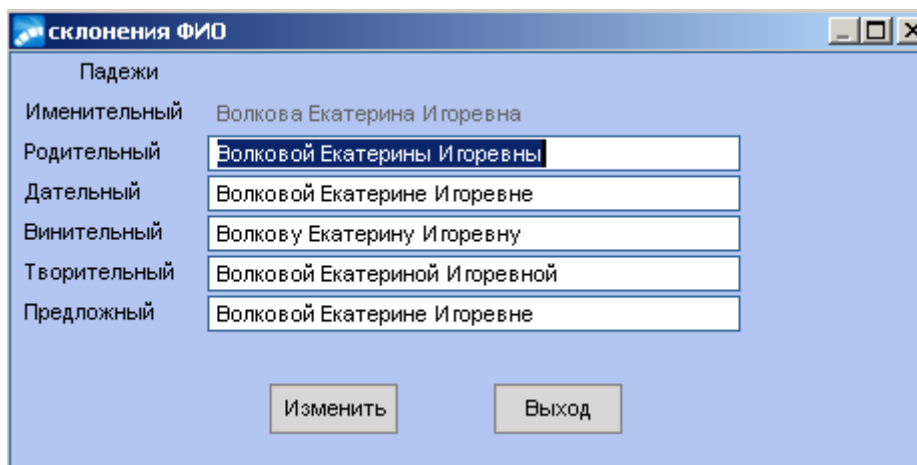 склонения ФИО
Падежи
Именительный Волкова Екатерина Игоревна
Родительный Волковой Екатерины Игоревны
Дательный Волковой Екатерине Игоревне
Винительный Волкову Екатерину Игоревну
Творительный Волковой Екатериной Игоревной
Предложный Волковой Екатерине Игоревне
Изменить Выход